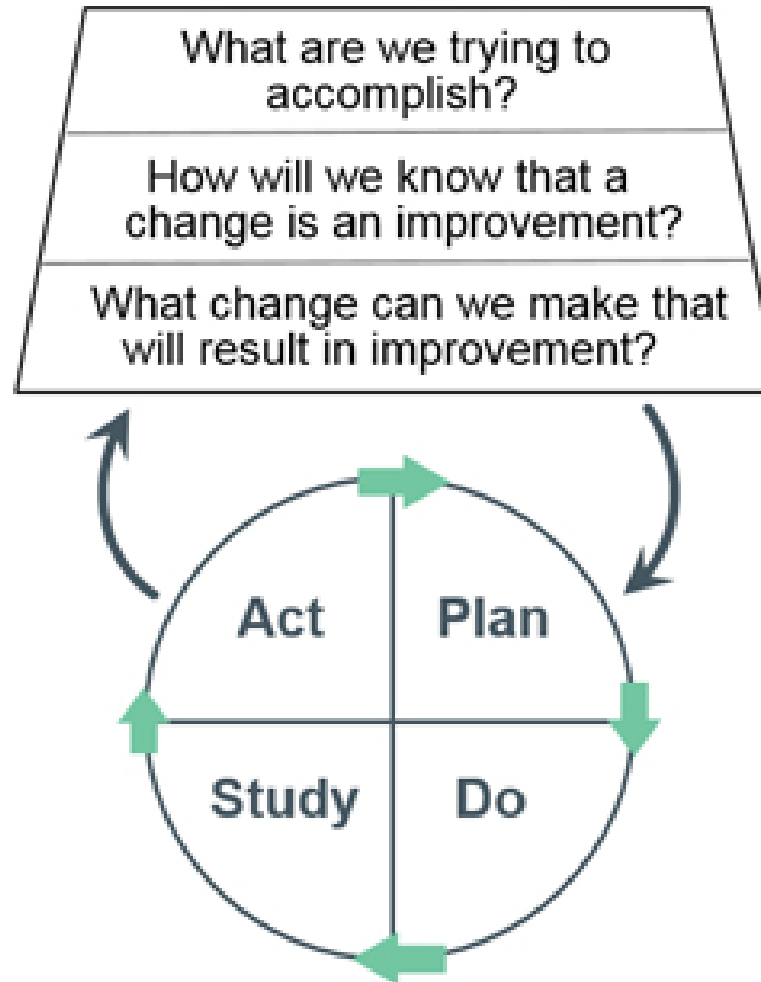 What are we trying to
accomplish?
How will we know that a
change is an improvement?
What change can we make that
will result in improvement?
Act
Plan
Study
Do